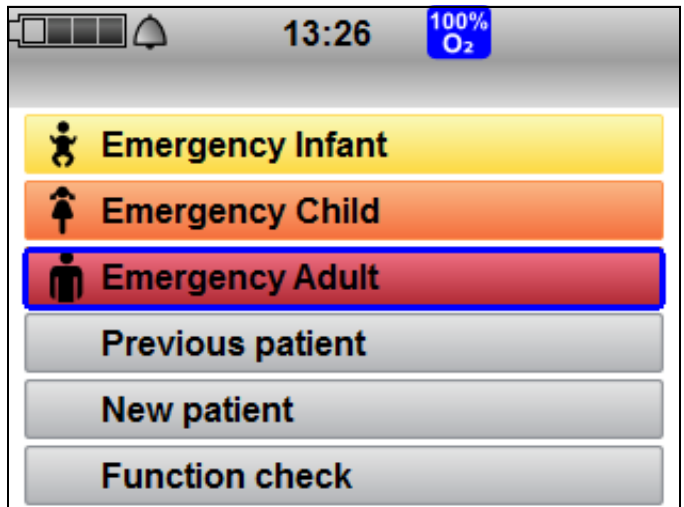 13:26
100%
O₂
Emergency Infant
Emergency Child
Emergency Adult
Previous patient
New patient
Function check